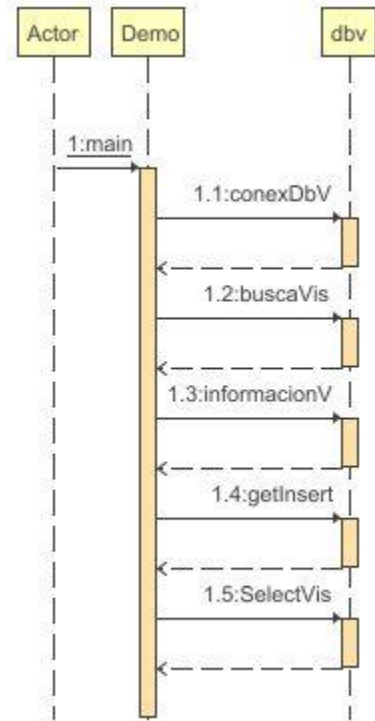 Actor
Demo
dbv
1:main
1.1:conexDbV
1.2:buscaVis
1.3:informacionV
1.4:getInsert
1.5:SelectVis